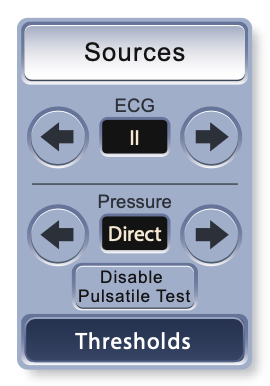 Sources
ECG
II
Pressure
Direct
Disable
Pulsatile Test
Thresholds